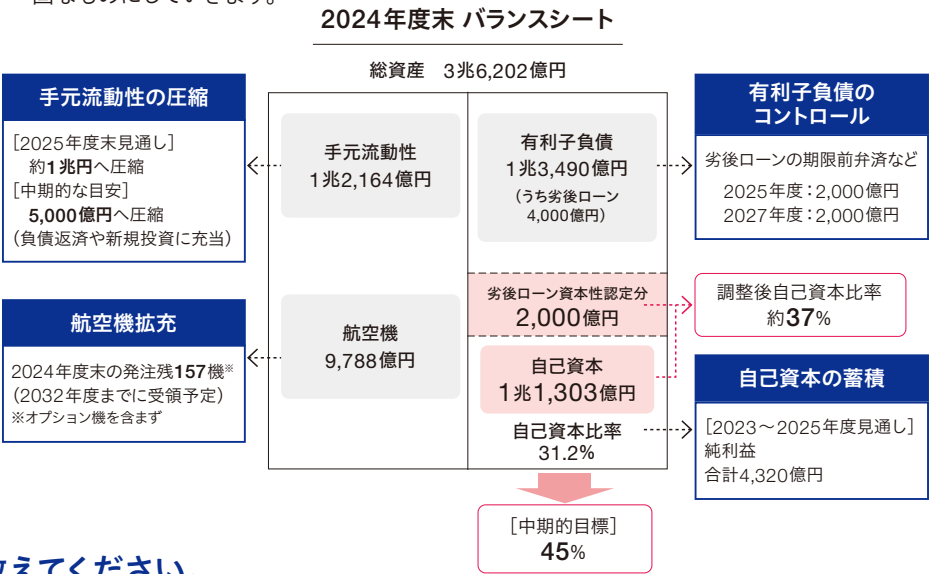 2024年度末 バランスシート
総資産 3兆6,202億円
手元流動性の圧縮
[2025年度末見通し]
約1兆円へ圧縮
[中期的な目安]
5,000億円へ圧縮
(負債返済や新規投資に充当)
航空機拡充
2024年度末の発注残157機※
(2032年度までに受領予定)
※オプション機を含まず
手元流動性
1兆2,164億円
航空機
9,788億円
有利子負債
1兆3,490億円
(うち劣後ローン
4,000億円)
劣後ローン資本性認定分
2,000億円
自己資本
1兆1,303億円
自己資本比率
31.2%
[中期的目標]
45%
有利子負債の
コントロール
劣後ローンの期限前弁済など
2025年度：2,000億円
2027年度：2,000億円
調整後自己資本比率
約37%
自己資本の蓄積
[2023～2025年度見通し]
純利益
合計4,320億円
えてください